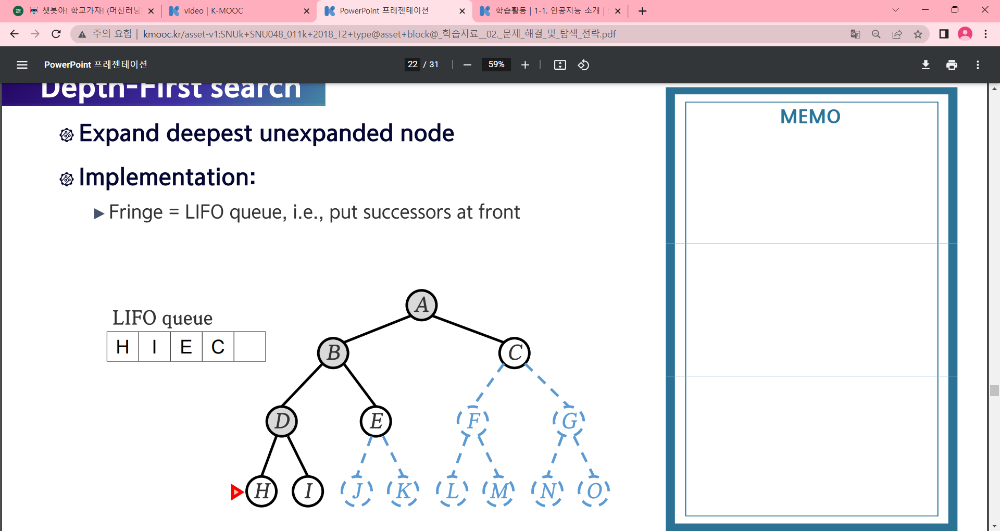 챗봇아! 학교가자! (머신러닝
video | K-MOOC
PowerPoint 프레젠테이션
학습활동 | 1-1. 인공지능 소개 |
주의 요함 | kmooc.kr/asset-v1:SNUk+SNU048_011k+2018_T2+type@asset+block@_학습자료__02._문제_해결_및_탐색_전략.pdf
PowerPoint 프레젠테이션
22 / 31
59%
Depth-First search
MEMO
Expand deepest unexpanded node
Implementation:
Fringe = LIFO queue, i.e., put successors at front
LIFO queue
H I E C
A
B C
D E F G
H I J K L M N O